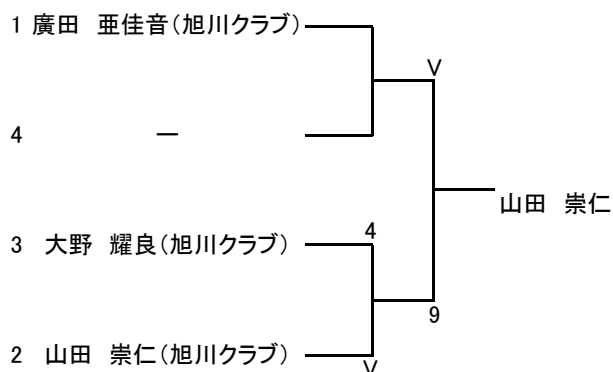 1 廣田 亜佳音(旭川クラブ)
V
4 ー
山田 崇仁
3 大野 耀良(旭川クラブ)
4
9
2 山田 崇仁(旭川クラブ)
V